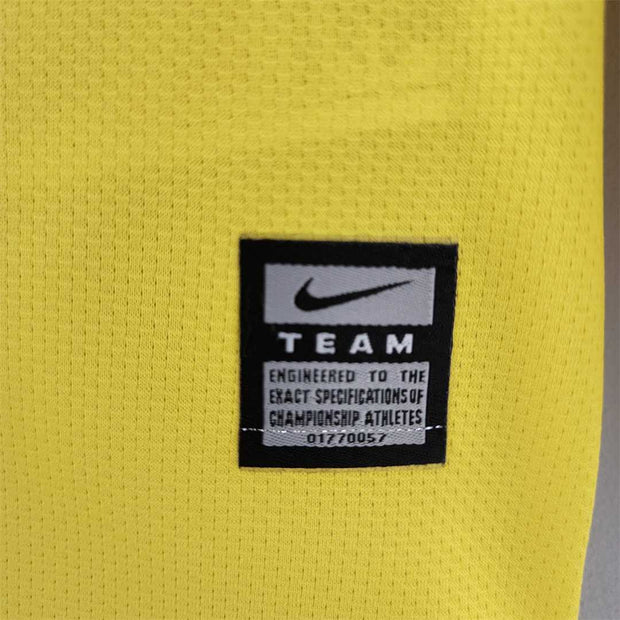 TEAM
ENGINEERED TO THE
EXACT SPECIFICATIONS OF
CHAMPIONSHIP ATHLETES
01770057